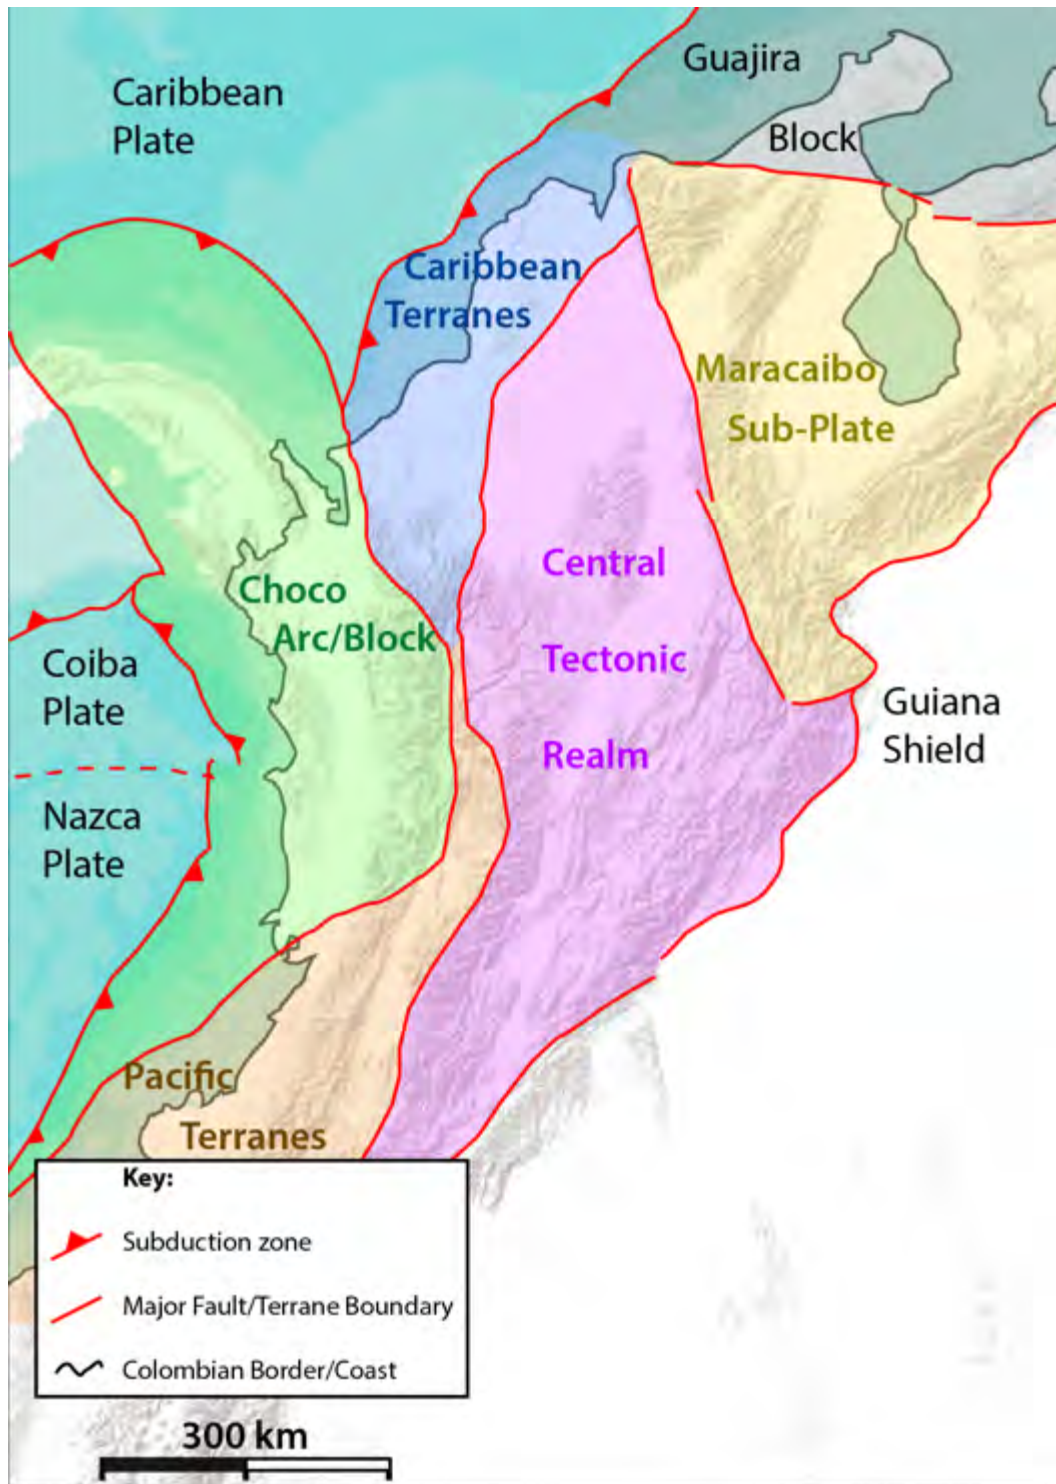 Caribbean
Plate
Guajira
Block
Caribbean
Terranes
Maracaibo
Sub-Plate
Central
Tectonic
Realm
Choco
Arc/Block
Coiba
Plate
Nazca
Plate
Guiana
Shield
Pacific
Terranes
Key:
Subduction zone
Major Fault/Terrane Boundary
Colombian Border/Coast
300 km